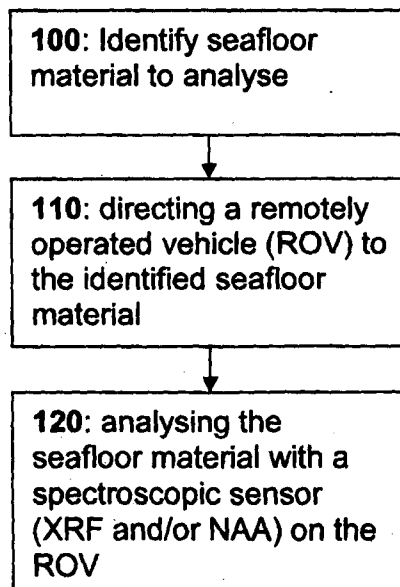 100: Identify seafloor
material to analyse
110: directing a remotely
operated vehicle (ROV) to
the identified seafloor
material
120: analysing the
seafloor material with a
spectroscopic sensor
(XRF and/or NAA) on the
ROV